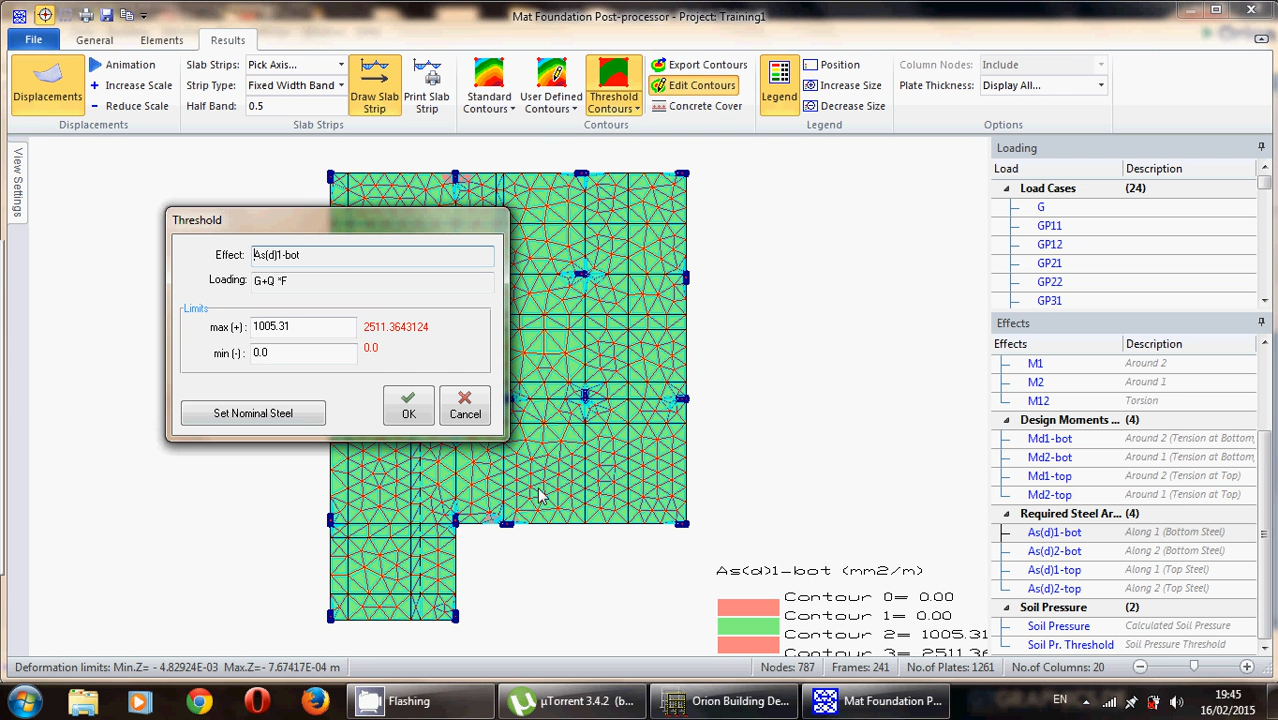 Mat Foundation Post-processor - Project: Training1
File General Elements Results
Displacements
Animation
Increase Scale
Reduce Scale
Displacements
Slab Strips: Pick Axis...
Strip Type: Fixed Width Band
Half Band: 0.5
Draw Slab Strip
Print Slab Strip
Slab Strips
Standard Contours
User Defined Contours
Threshold Contours
Export Contours
Edit Contours
Concrete Cover
Contours
Legend
Position
Increase Size
Decrease Size
Legend
Column Nodes: Include
Plate Thickness: Display All...
Options
View Settings
Threshold
Effect: As(d)1-bot
Loading: G+Q *F
Limits
max (+): 1005.31 2511.3643124
min (-): 0.0 0.0
Set Nominal Steel OK Cancel
As(d)1-bot (mm2/m)
Contour 0= 0.00
Contour 1= 0.00
Contour 2= 1005.31
Contour 3= 2511.36
Loading
Load Description
Load Cases (24)
G
GP11
GP12
GP21
GP22
GP31
Effects
Effects Description
M1 Around 2
M2 Around 1
M12 Torsion
Design Moments ... (4)
Md1-bot Around 2 (Tension at Bottom)
Md2-bot Around 1 (Tension at Bottom)
Md1-top Around 2 (Tension at Top)
Md2-top Around 1 (Tension at Top)
Required Steel Ar... (4)
As(d)1-bot Along 1 (Bottom Steel)
As(d)2-bot Along 2 (Bottom Steel)
As(d)1-top Along 1 (Top Steel)
As(d)2-top Along 2 (Top Steel)
Soil Pressure (2)
Soil Pressure Calculated Soil Pressure
Soil Pr. Threshold Soil Pressure Threshold
Deformation limits: Min.Z= - 4.82924E-03 Max.Z= - 7.67417E-04 m Nodes: 787 Frames: 241 No.of Plates: 1261 No.of Columns: 20
Flashing
µTorrent 3.4.2 (b...
Orion Building De...
Mat Foundation P...
EN
19:45
16/02/2015